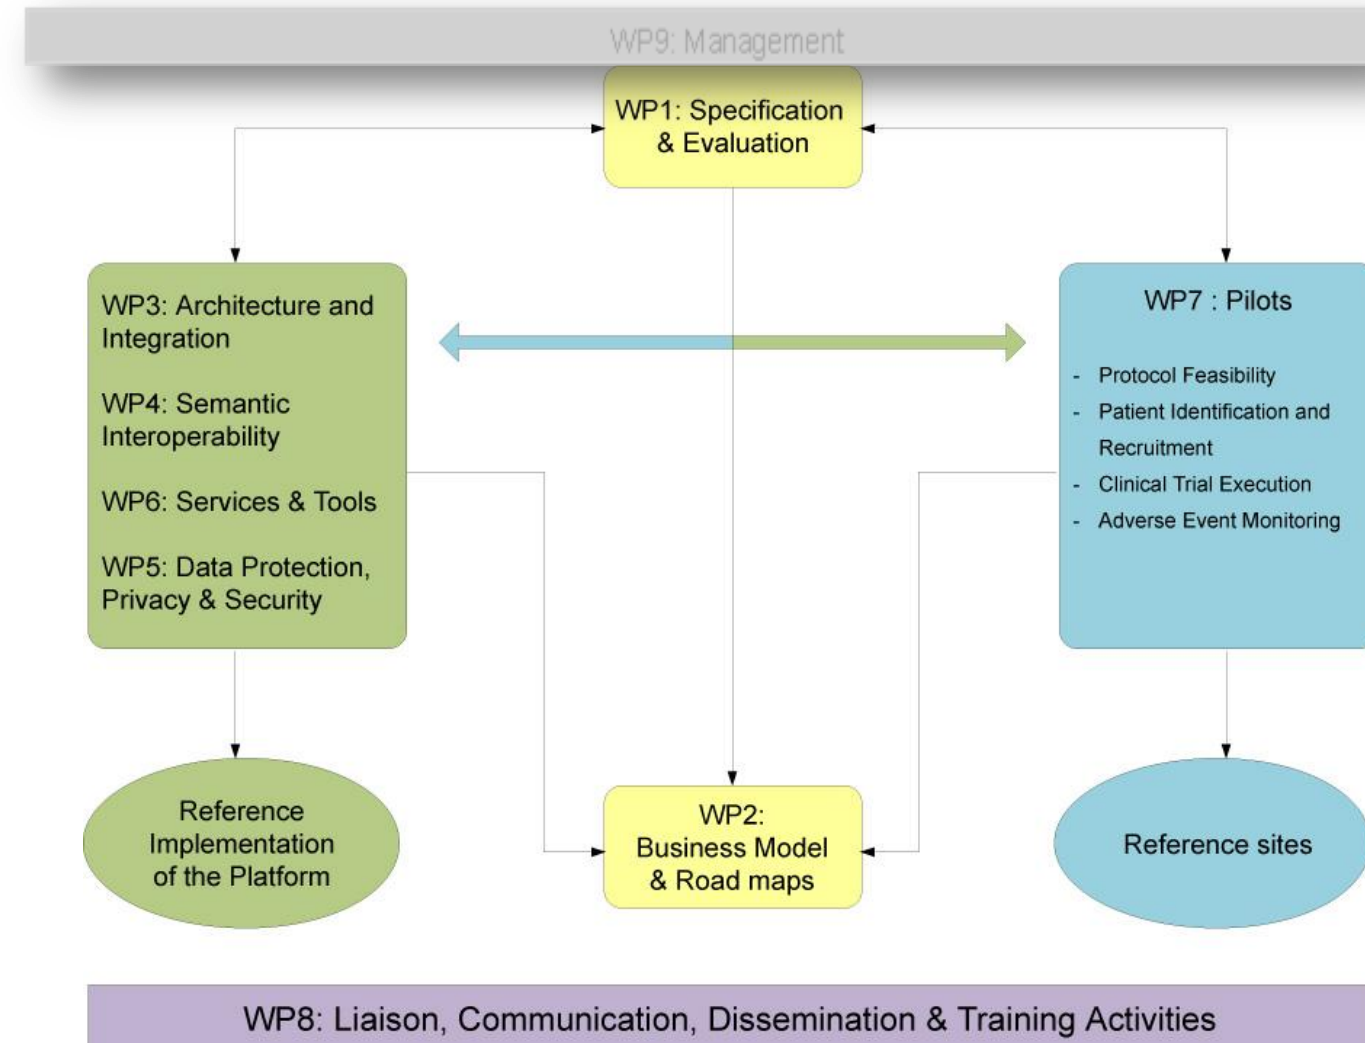 WP9: Management
WP1: Specification
& Evaluation
WP3: Architecture and
Integration
WP4: Semantic
Interoperability
WP6: Services & Tools
WP5: Data Protection,
Privacy & Security
WP7 : Pilots
- Protocol Feasibility
- Patient Identification and
Recruitment
- Clinical Trial Execution
- Adverse Event Monitoring
Reference
Implementation
of the Platform
WP2:
Business Model
& Road maps
Reference sites
WP8: Liaison, Communication, Dissemination & Training Activities